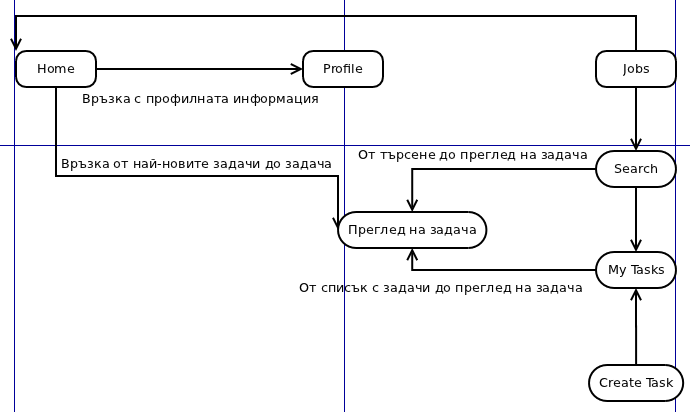 Home
Profile
Jobs
Връзка с профилната информация
Връзка от най-новите задачи до задача
От търсене до преглед на задача
Search
Преглед на задача
My Tasks
От списък с задачи до преглед на задача
Create Task